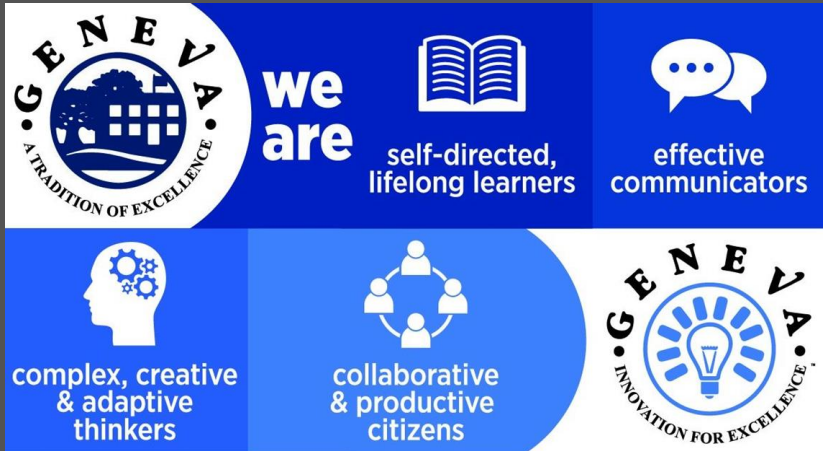 GENEVA
A TRADITION OF EXCELLENCE
we
are
self-directed,
lifelong learners
effective
communicators
complex, creative
& adaptive
thinkers
collaborative
& productive
citizens
GENEVA
INNOVATION FOR EXCELLENCE